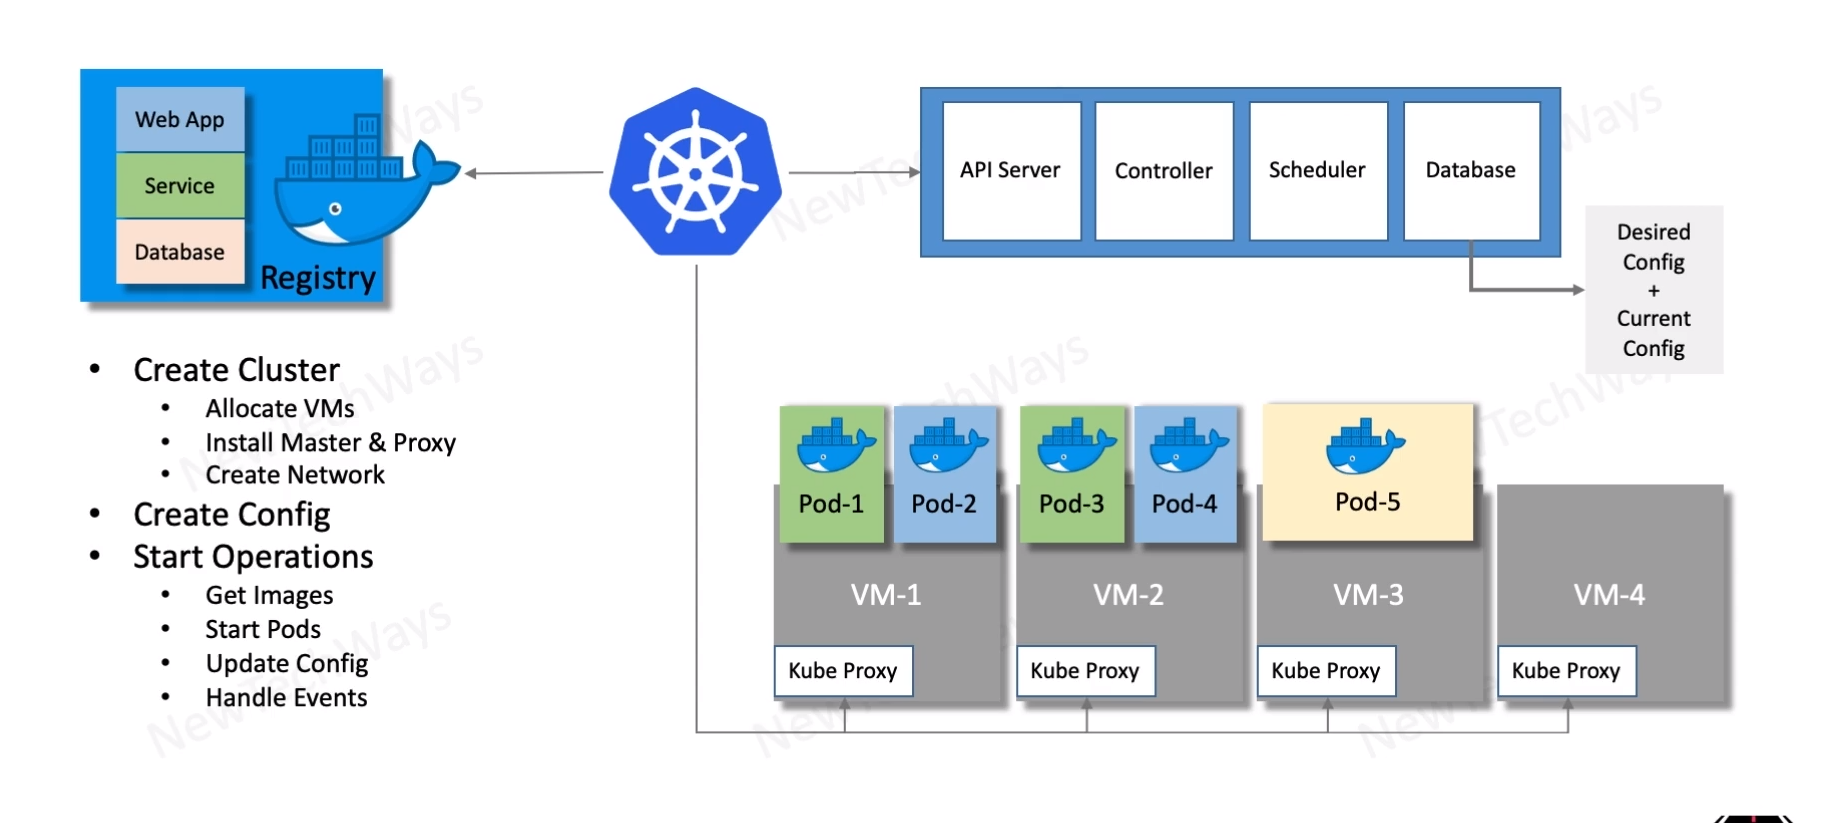 Web App
Service
Database
Registry
API Server
Controller
Scheduler
Database
Desired
Config
+
Current
Config
• Create Cluster
• Allocate VMs
• Install Master & Proxy
• Create Network
• Create Config
• Start Operations
• Get Images
• Start Pods
• Update Config
• Handle Events
Pod-1
Pod-2
Pod-3
Pod-4
Pod-5
VM-1
VM-2
VM-3
VM-4
Kube Proxy
Kube Proxy
Kube Proxy
Kube Proxy
NewTechWays